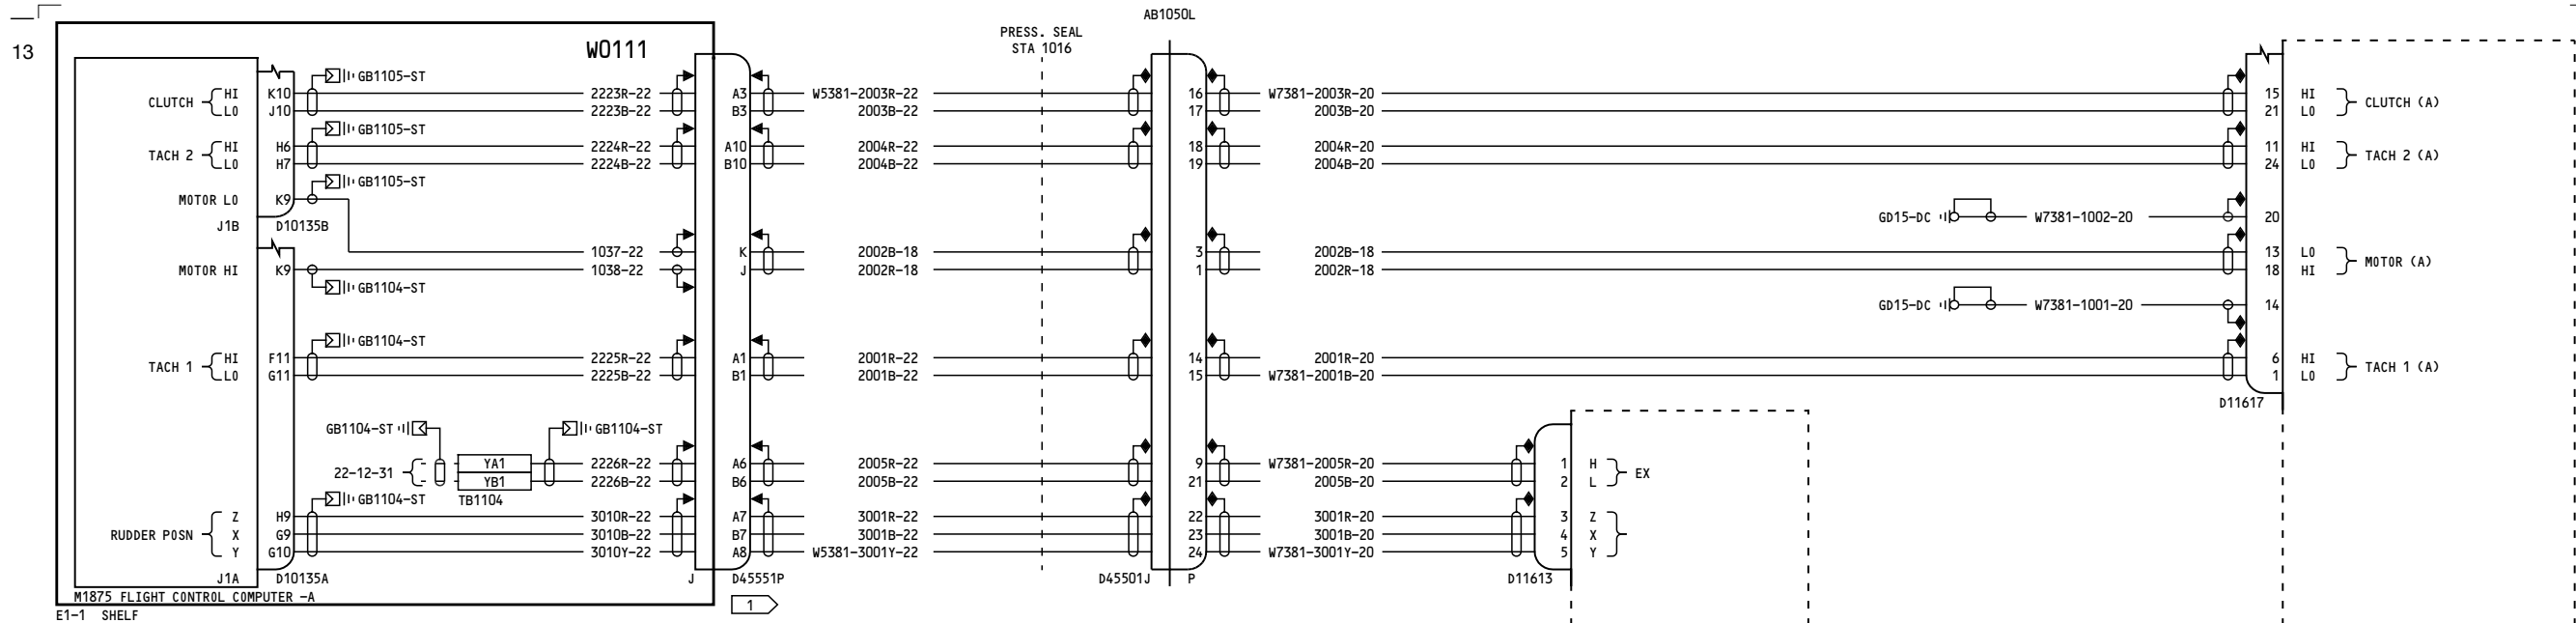 AB1050L
PRESS. SEAL
STA 1016
13
W0111
GB1105-ST
CLUTCH HI K10 2223R-22 A3 W5381-2003R-22 16 W7381-2003R-20 15 HI CLUTCH (A)
LO J10 2223B-22 B3 2003B-22 17 2003B-20 21 LO
GB1105-ST
TACH 2 HI H6 2224R-22 A10 2004R-22 18 2004R-20 11 HI TACH 2 (A)
LO H7 2224B-22 B10 2004B-22 19 2004B-20 24 LO
GB1105-ST
MOTOR LO K9
GD15-DC W7381-1002-20 20
J1B D10135B
1037-22 K 2002B-18 3 2002B-18 13 LO MOTOR (A)
MOTOR HI K9 1038-22 J 2002R-18 1 2002R-18 18 HI
GB1104-ST
GD15-DC W7381-1001-20 14
GB1104-ST
TACH 1 HI F11 2225R-22 A1 2001R-22 14 2001R-20 6 HI TACH 1 (A)
LO G11 2225B-22 B1 2001B-22 15 W7381-2001B-20 1 LO
D11617
GB1104-ST GB1104-ST
22-12-31 YA1 2226R-22 A6 2005R-22 9 W7381-2005R-20 1 H EX
YB1 2226B-22 B6 2005B-22 21 2005B-20 2 L
TB1104
GB1104-ST
RUDDER POSN Z H9 3010R-22 A7 3001R-22 22 3001R-20 3 Z
X G9 3010B-22 B7 3001B-22 23 3001B-20 4 X
Y G10 3010Y-22 A8 W5381-3001Y-22 24 W7381-3001Y-20 5 Y
J1A D10135A J D45551P D45501J P D11613
M1875 FLIGHT CONTROL COMPUTER -A
1
E1-1 SHELF